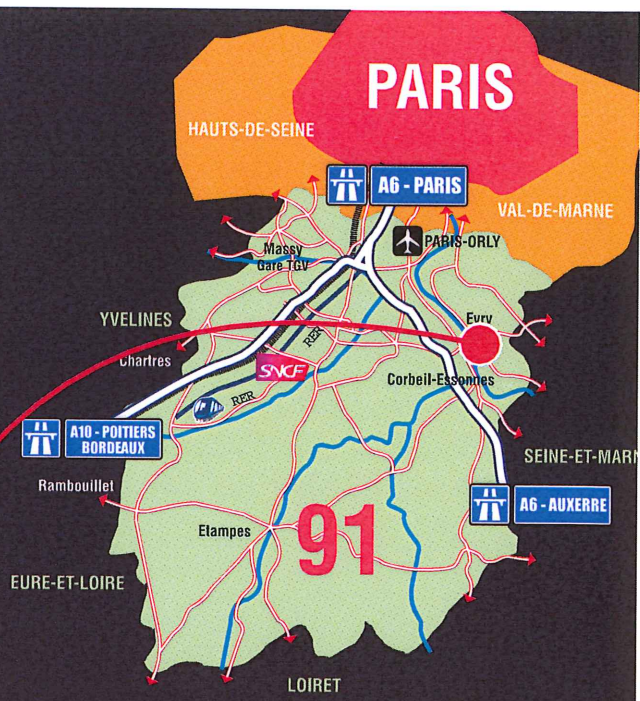 PARIS
HAUTS-DE-SEINE
A6 - PARIS
VAL-DE-MARNE
PARIS-ORLY
Massy
Gare TGV
YVELINES
Evry
RER
Chartres
SNCF
Corbeil-Essonnes
RER
A10 - POITIERS
BORDEAUX
SEINE-ET-MARN
Rambouillet
A6 - AUXERRE
91
Etampes
EURE-ET-LOIRE
LOIRET